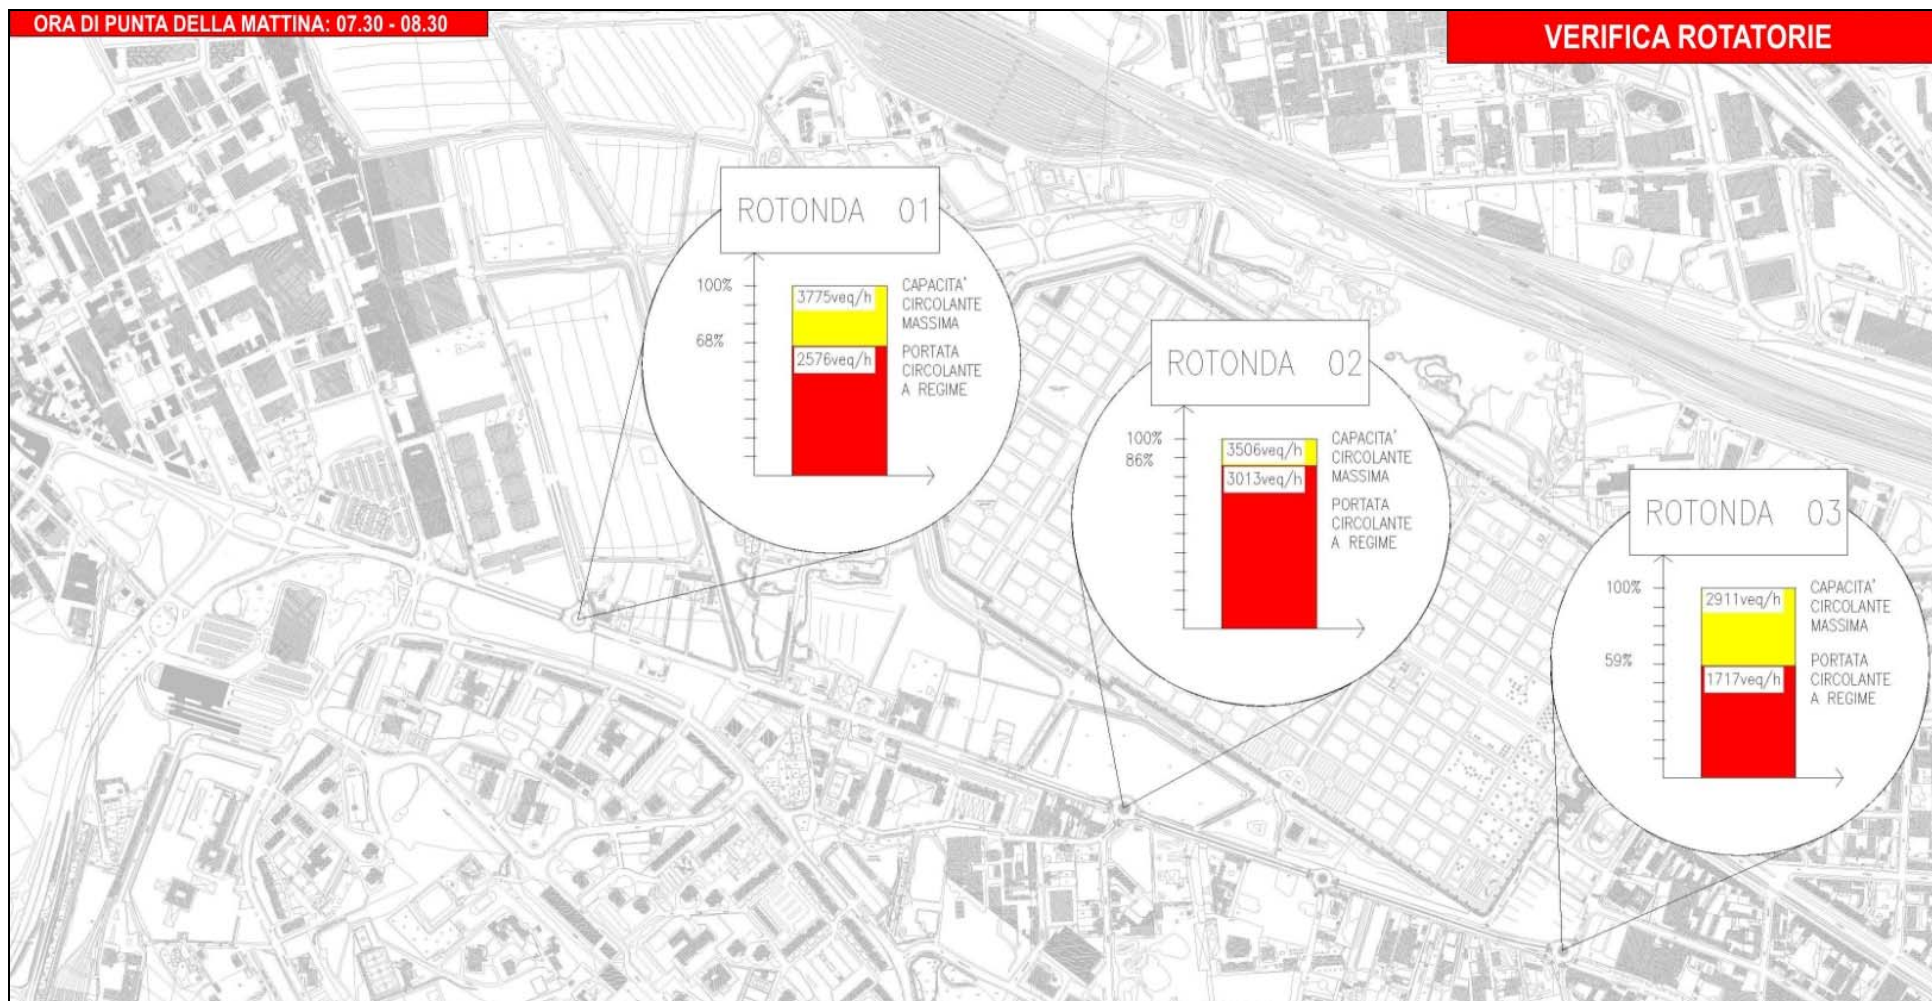 ORA DI PUNTA DELLA MATTINA: 07.30 - 08.30
VERIFICA ROTATORIE
ROTONDA 01
100%
68%
3775veq/h
2576veq/h
CAPACITA'
CIRCOLANTE
MASSIMA
PORTATA
CIRCOLANTE
A REGIME
ROTONDA 02
100%
86%
3506veq/h
3013veq/h
CAPACITA'
CIRCOLANTE
MASSIMA
PORTATA
CIRCOLANTE
A REGIME
ROTONDA 03
100%
59%
2911veq/h
1717veq/h
CAPACITA'
CIRCOLANTE
MASSIMA
PORTATA
CIRCOLANTE
A REGIME